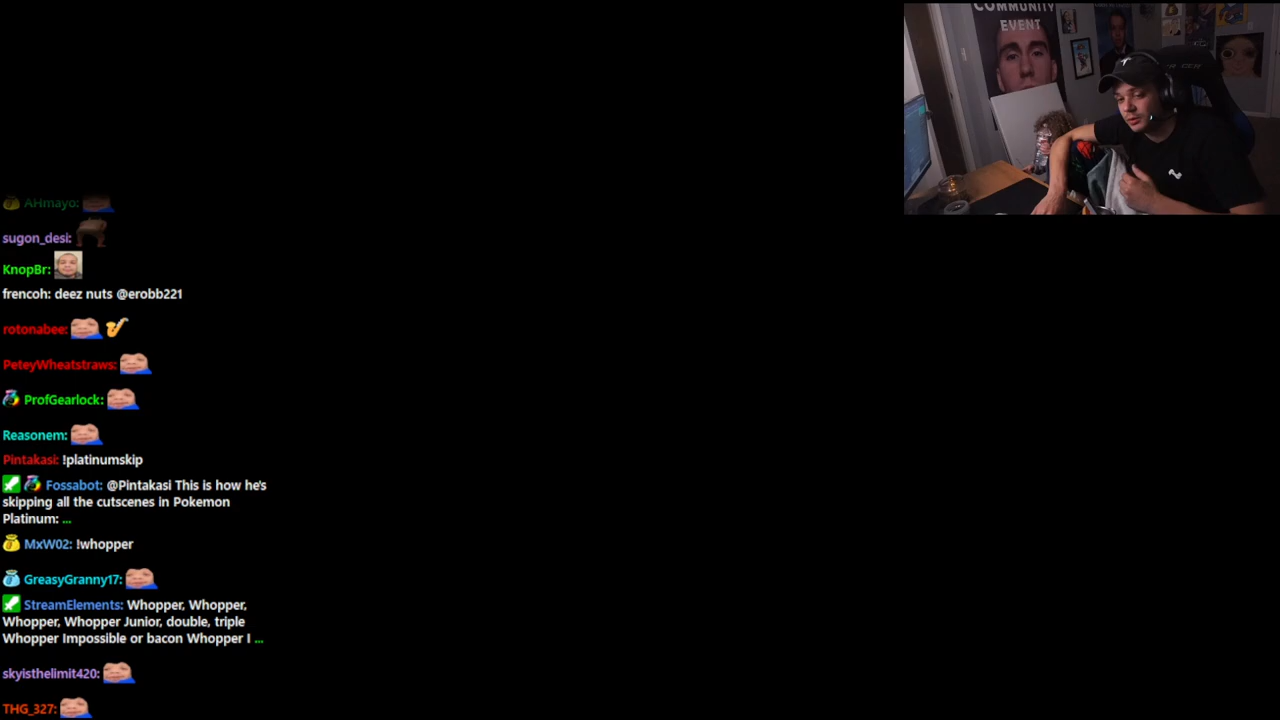 COMMUNITY
EVENT
AHmayo:
sugon_desi:
KnopBr:
frencoh: deez nuts @erobb221
rotonabee:
PeteyWheatstraws:
ProfGearlock:
Reasonem:
Pintakasi: !platinumskip
Fossabot: @Pintakasi This is how he's
skipping all the cutscenes in Pokemon
Platinum: ...
MxW02: !whopper
GreasyGranny17:
StreamElements: Whopper, Whopper,
Whopper, Whopper Junior, double, triple
Whopper Impossible or bacon Whopper I ...
skyisthelimit420:
THG_327: